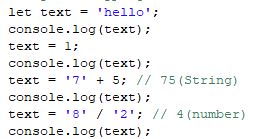 let text = 'hello';
console.log(text);
text = 1;
console.log(text);
text = '7' + 5; // 75(String)
console.log(text);
text = '8' / '2'; // 4(number)
console.log(text);